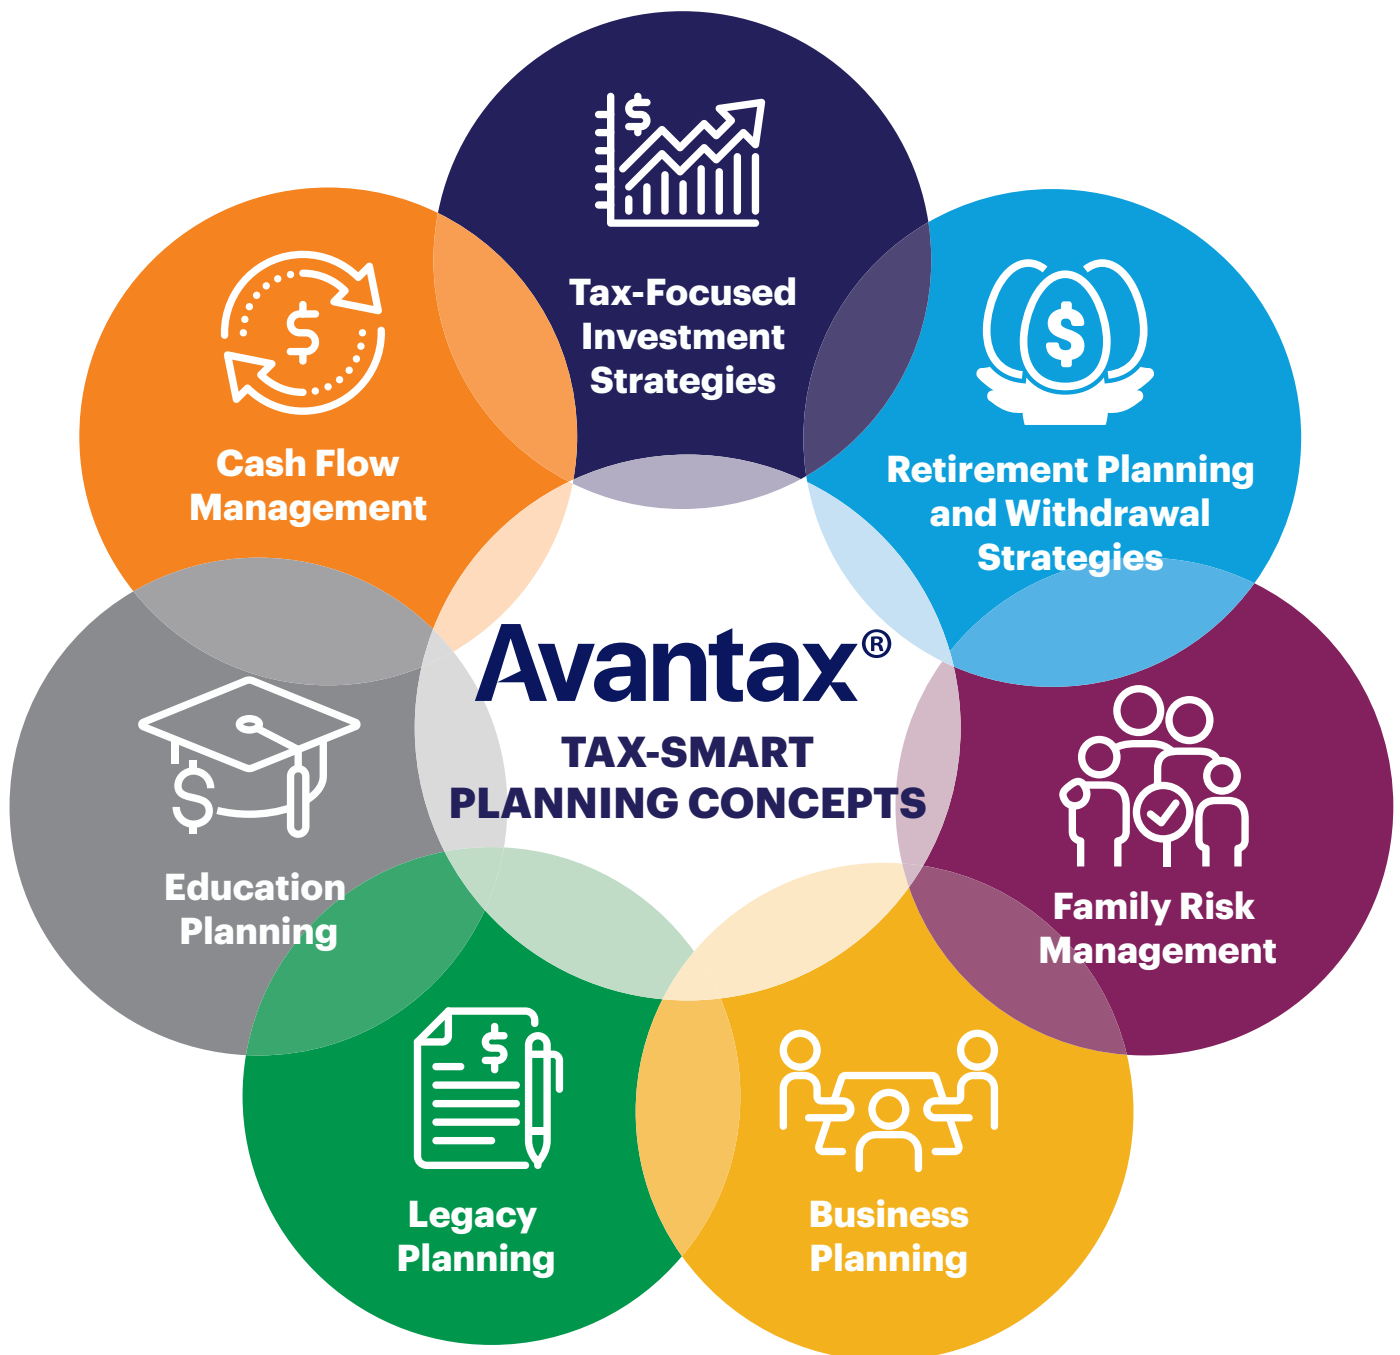 $
Tax-Focused
Investment
Strategies
$
Retirement Planning
and Withdrawal
Strategies
Family Risk
Management
Business
Planning
$
Legacy
Planning
$
Education
Planning
$
Cash Flow
Management
Avantax®
TAX-SMART
PLANNING CONCEPTS